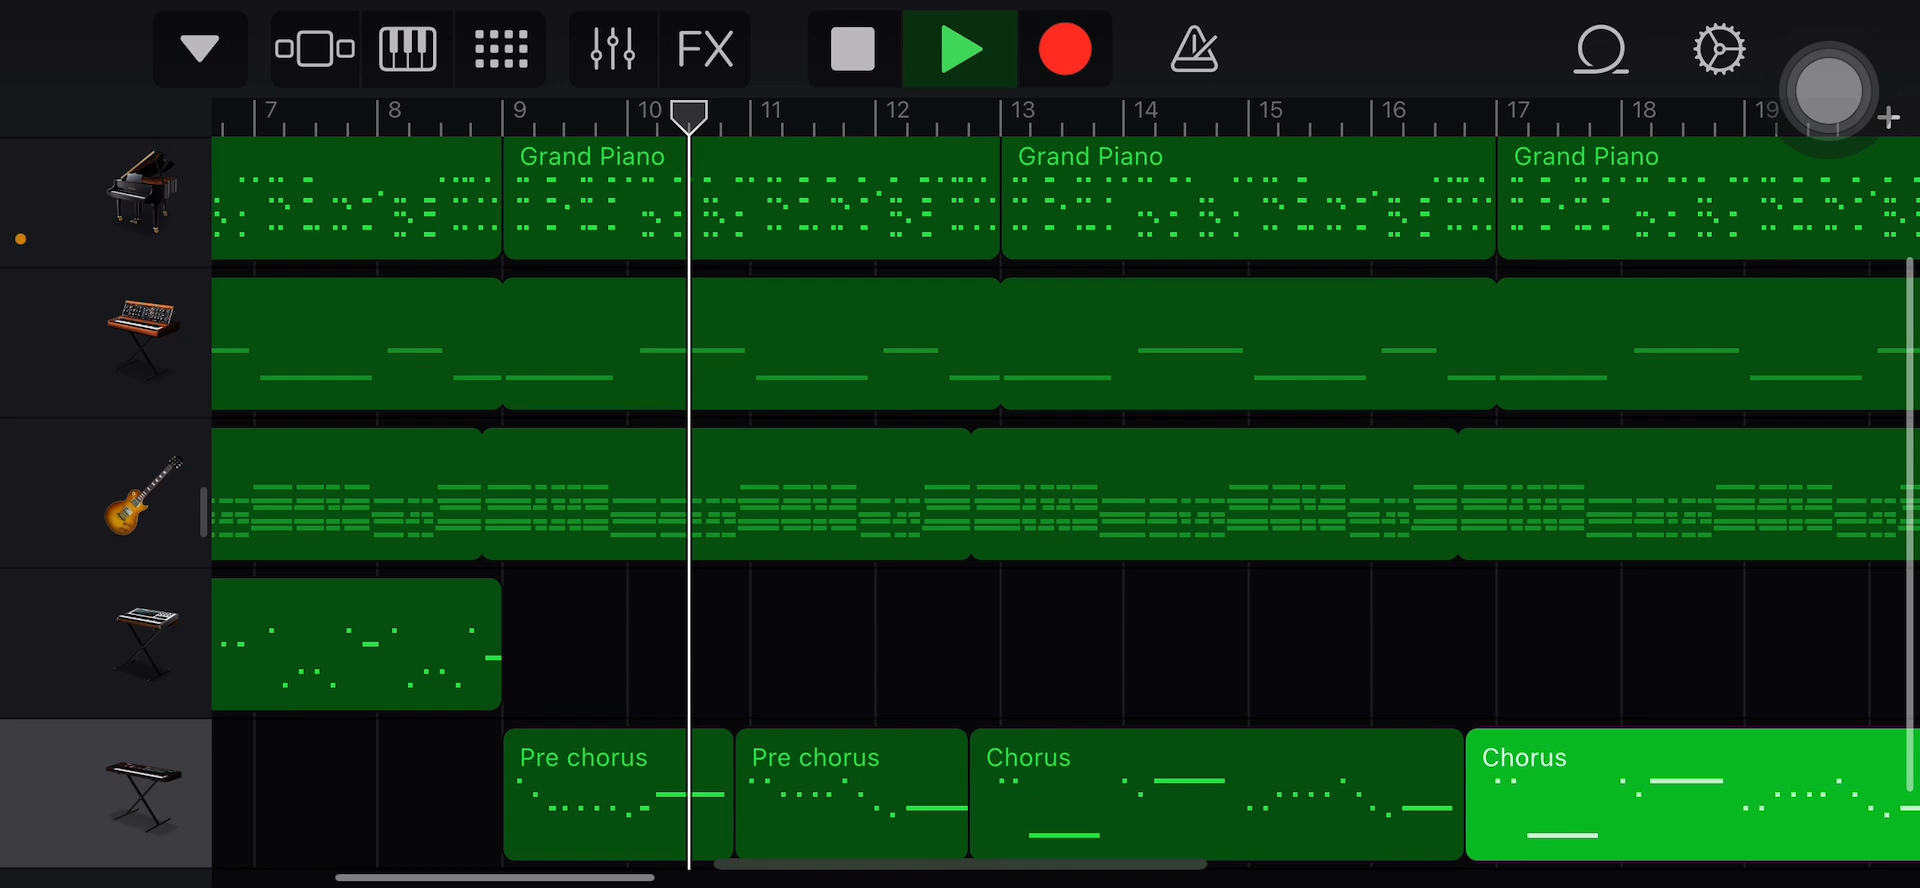 FX
7 8 9 10 11 12 13 14 15 16 17 18 19
Grand Piano Grand Piano Grand Piano
Pre chorus Pre chorus Chorus Chorus